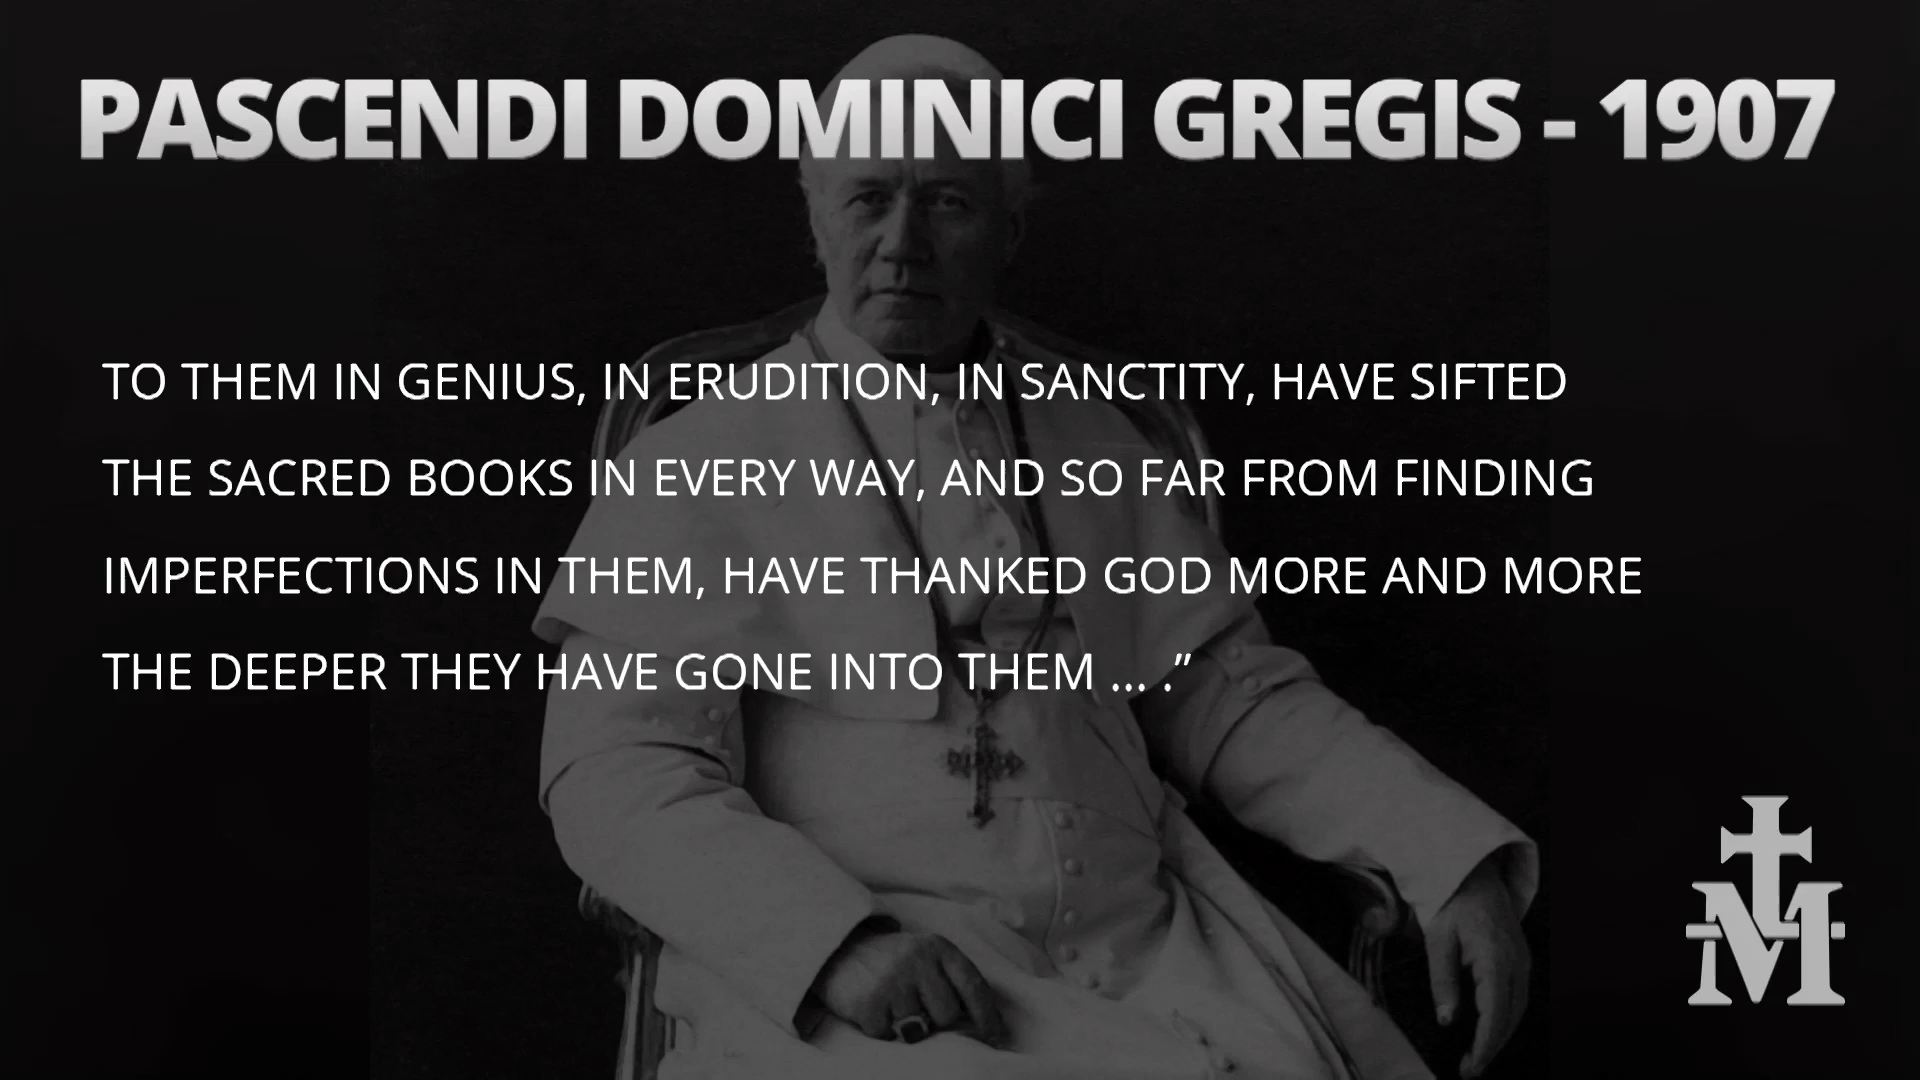 PASCENDI DOMINICI GREGIS - 1907
TO THEM IN GENIUS, IN ERUDITION, IN SANCTITY, HAVE SIFTED
THE SACRED BOOKS IN EVERY WAY, AND SO FAR FROM FINDING
IMPERFECTIONS IN THEM, HAVE THANKED GOD MORE AND MORE
THE DEEPER THEY HAVE GONE INTO THEM ... .”